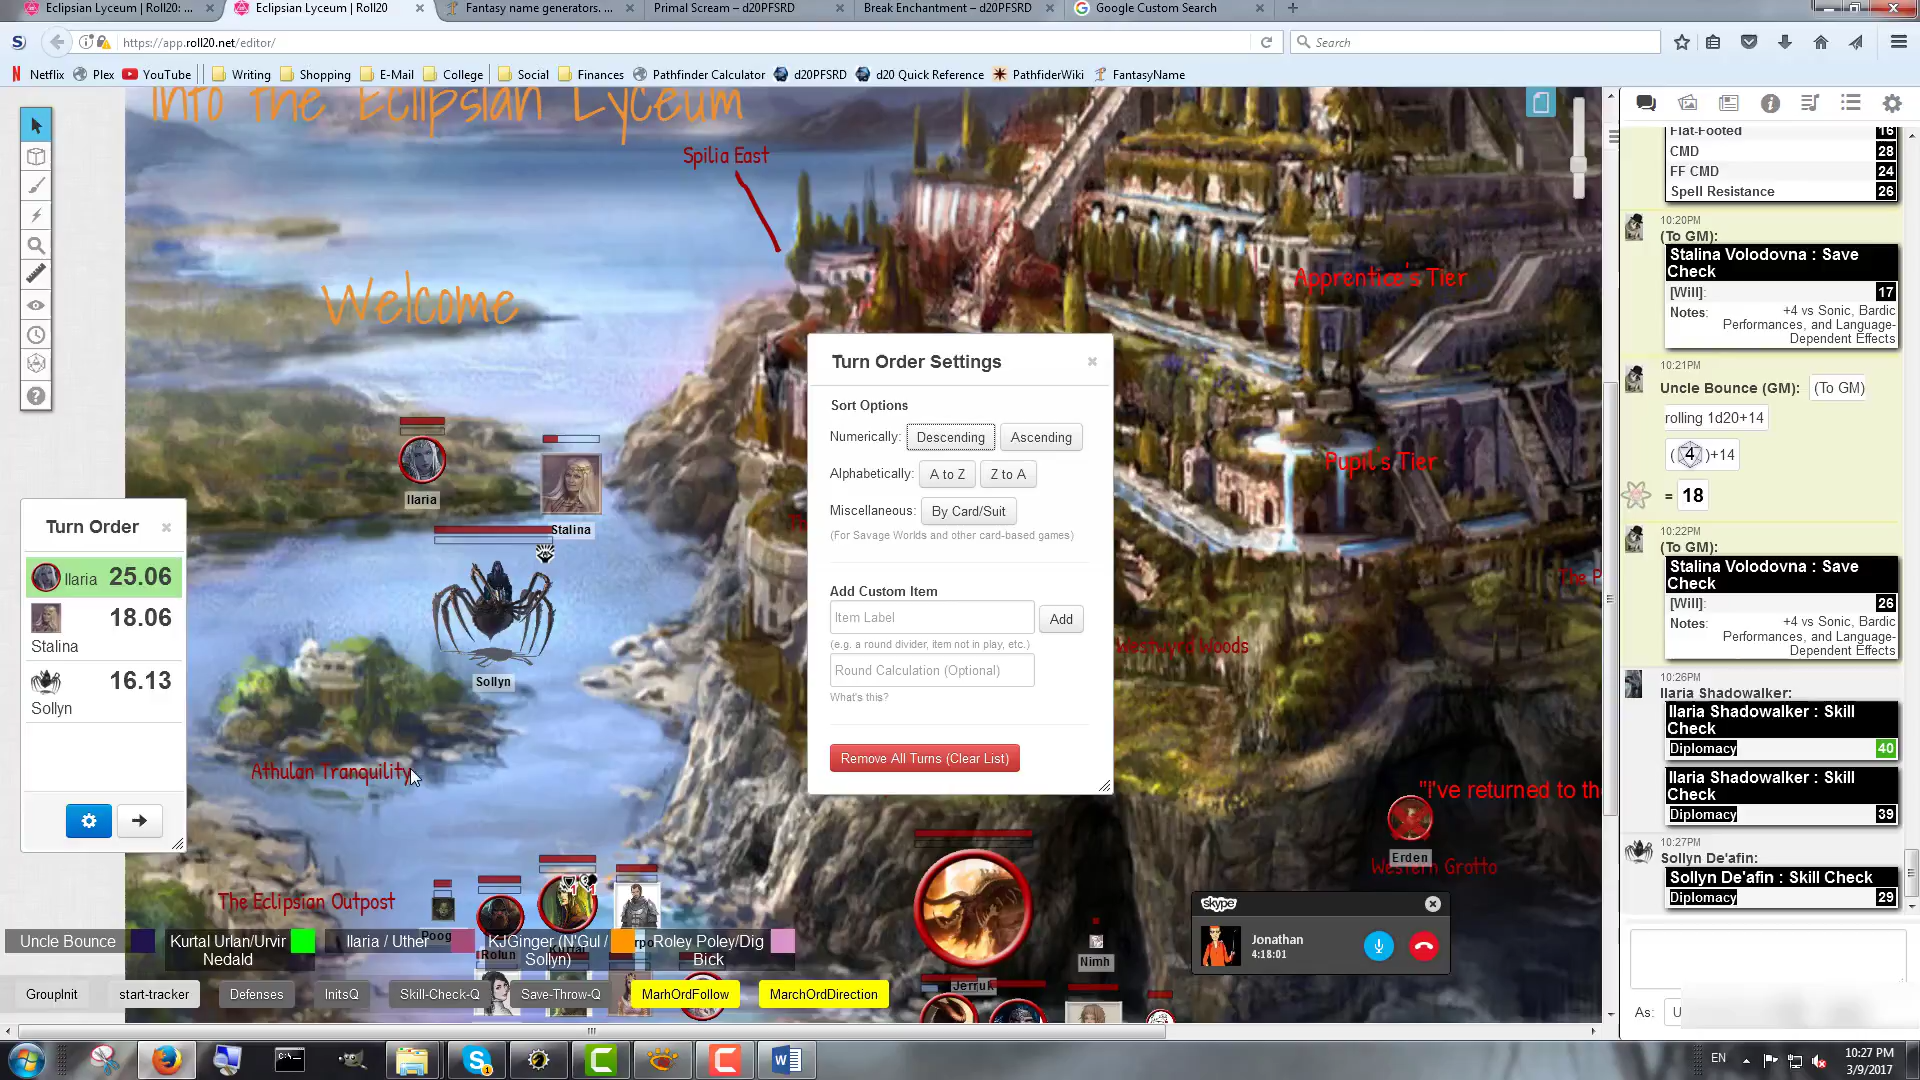 Eclipsian Lyceum | Roll20: ...
Eclipsian Lyceum | Roll20
Fantasy name generators. ...
Primal Scream – d20PFSRD
Break Enchantment – d20PFSRD
Google Custom Search
https://app.roll20.net/editor/
Search
Netflix
Plex
YouTube
Writing
Shopping
E-Mail
College
Social
Finances
Pathfinder Calculator
d20PFSRD
d20 Quick Reference
PathfiderWiki
FantasyName
Into the Eclipsian Lyceum
Spilia East
Welcome
Apprentice's Tier
Pupil's Tier
Westwyrd Woods
The P
Athulan Tranquility
"I've returned to the
Western Grotto
The Eclipsian Outpost
Ilaria
Stalina
Sollyn
Erden
Nimh
Jerruk
Poog
Rolun
Turn Order
Ilaria 25.06
18.06
Stalina
16.13
Sollyn
Turn Order Settings
Sort Options
Numerically: Descending Ascending
Alphabetically: A to Z Z to A
Miscellaneous: By Card/Suit
(For Savage Worlds and other card-based games)
Add Custom Item
Item Label Add
(e.g. a round divider, item not in play, etc.)
Round Calculation (Optional)
What's this?
Remove All Turns (Clear List)
Flat-Footed 16
CMD 28
FF CMD 24
Spell Resistance 26
10:20PM
(To GM):
Stalina Volodovna : Save
Check
[Will]: 17
Notes: +4 vs Sonic, Bardic
Performances, and Language-
Dependent Effects
10:21PM
Uncle Bounce (GM): (To GM)
rolling 1d20+14
(4)+14
= 18
10:22PM
(To GM):
Stalina Volodovna : Save
Check
[Will]: 26
Notes: +4 vs Sonic, Bardic
Performances, and Language-
Dependent Effects
10:26PM
Ilaria Shadowalker:
Ilaria Shadowalker : Skill
Check
Diplomacy 40
Ilaria Shadowalker : Skill
Check
Diplomacy 39
10:27PM
Sollyn De'afin:
Sollyn De'afin : Skill Check
Diplomacy 29
As: U
skype
Jonathan
4:18:01
Uncle Bounce
Kurtal Urlan/Urvir
Nedald
Ilaria / Uther
KJGinger (N'Gul /
Sollyn)
Roley Poley/Dig
Bick
GroupInit
start-tracker
Defenses
InitsQ
Skill-Check-Q
Save-Throw-Q
MarhOrdFollow
MarchOrdDirection
EN
10:27 PM
3/9/2017